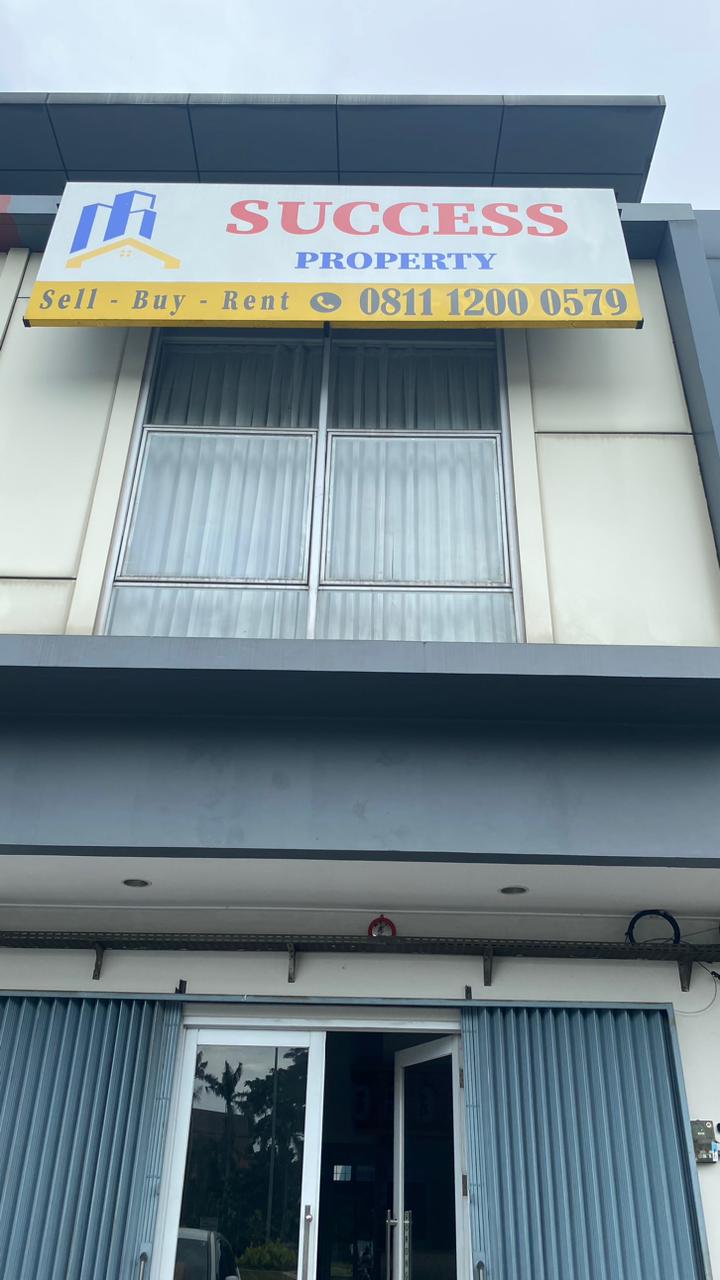 SUCCESS
PROPERTY
Sell - Buy - Rent 0811 1200 0579